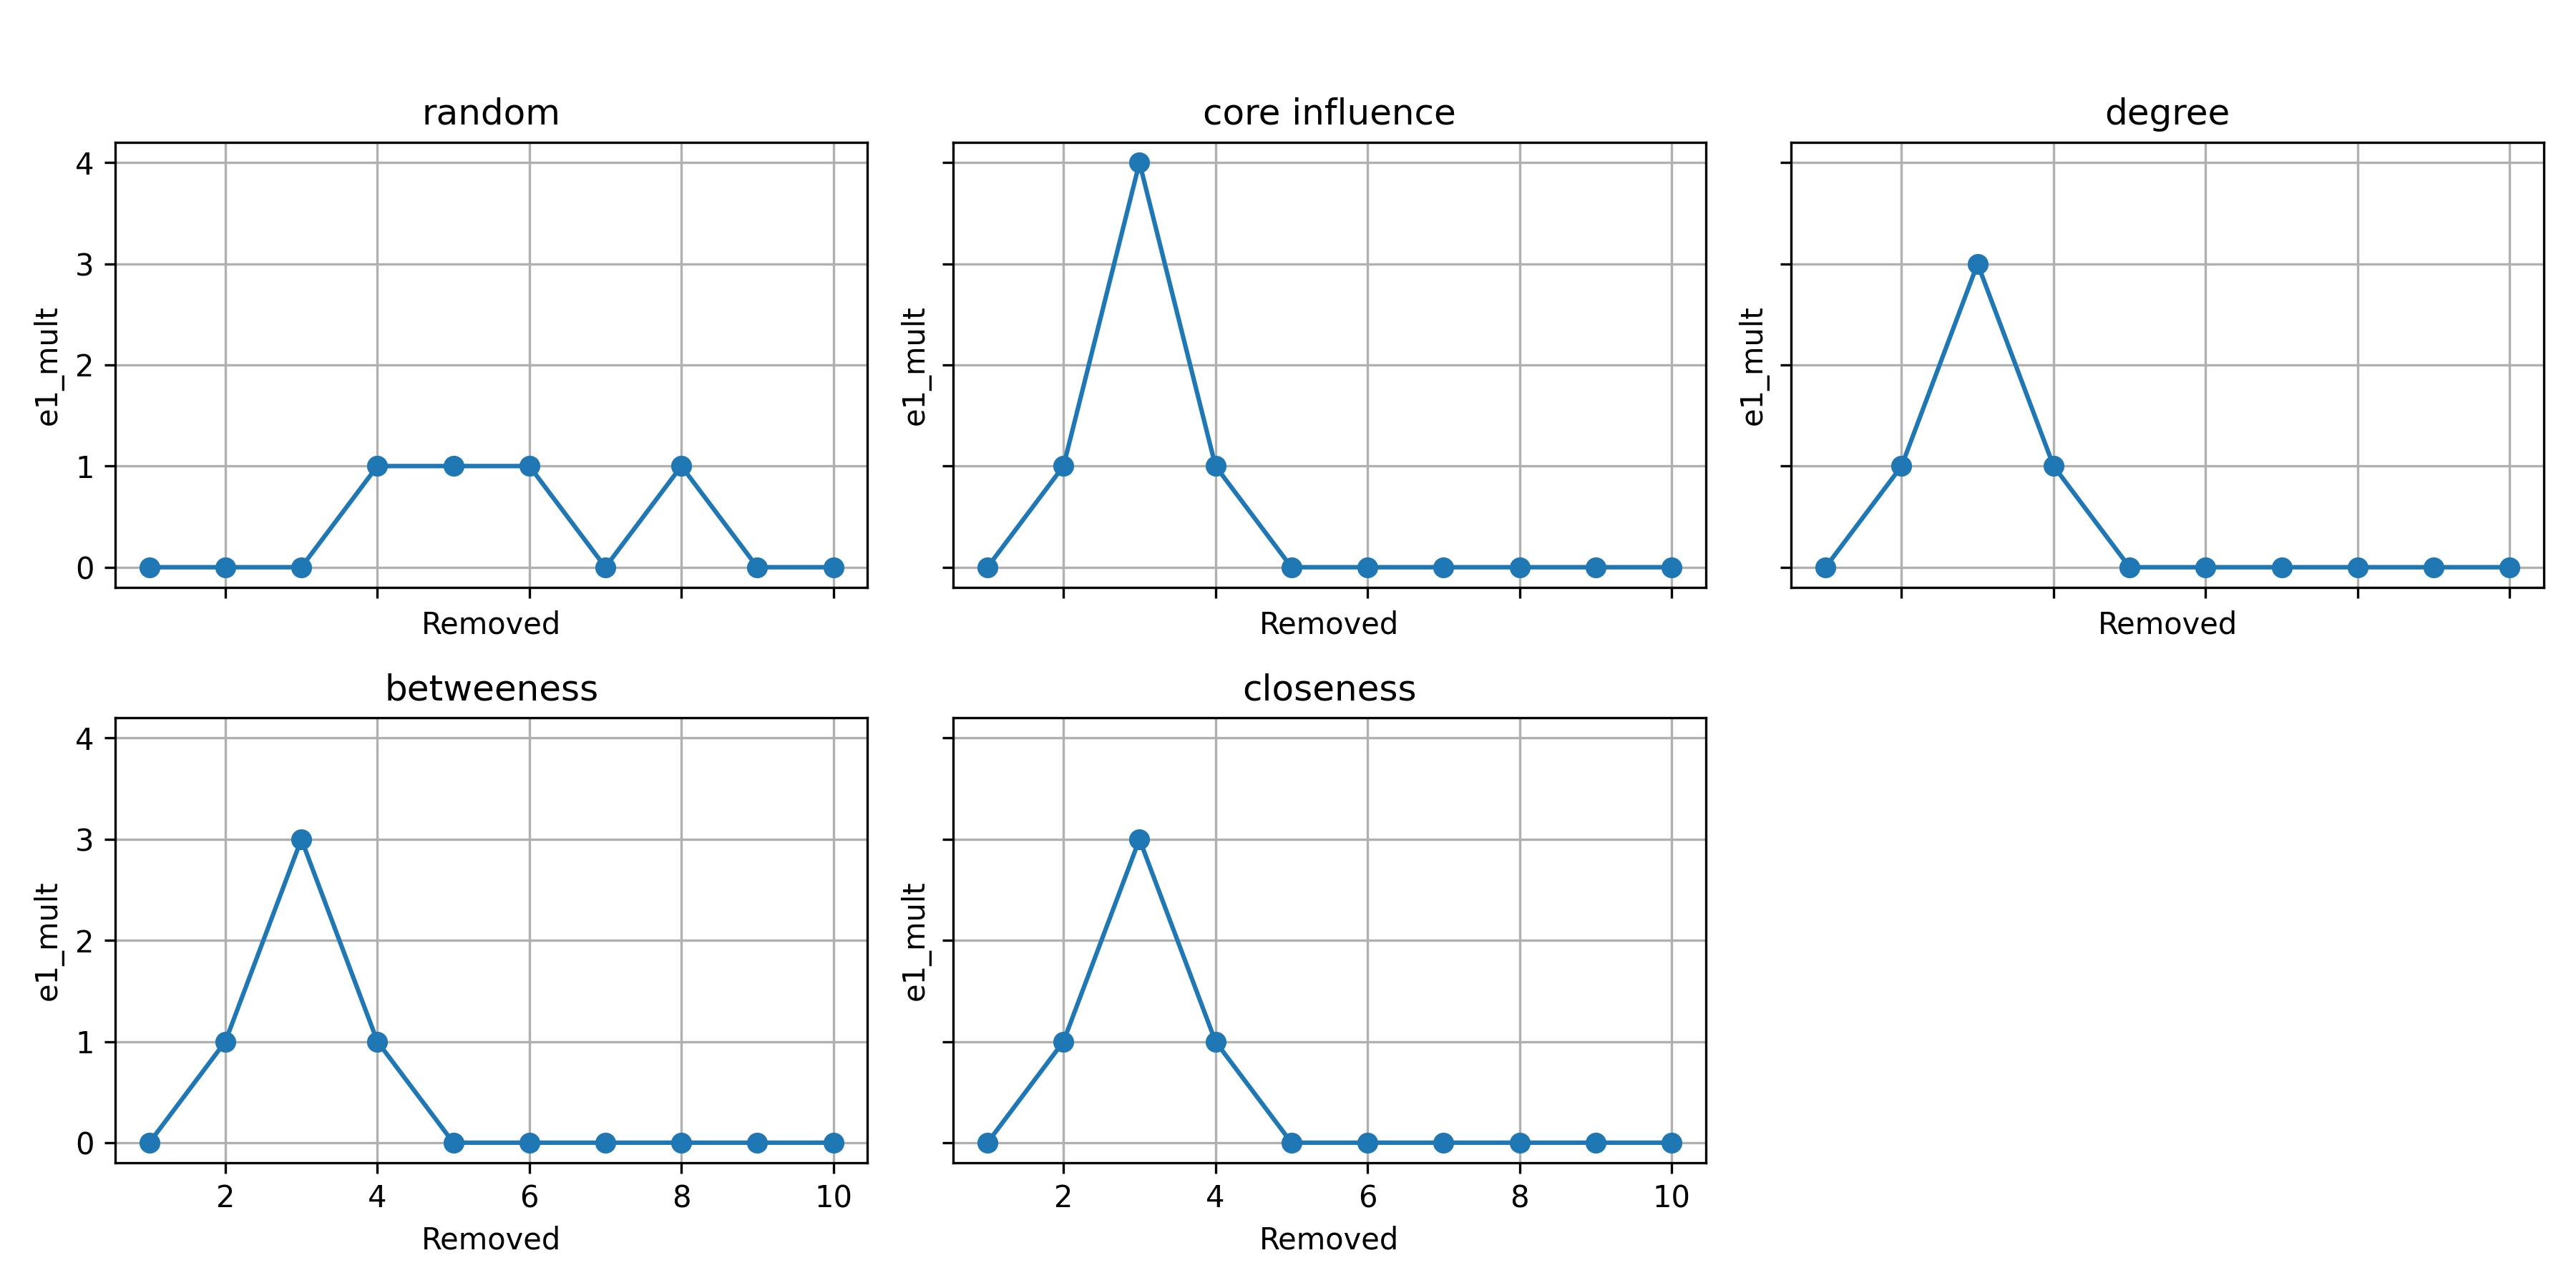 random
core influence
degree
4
3
2
1
0
e1_mult
e1_mult
e1_mult
Removed
Removed
Removed
betweeness
closeness
4
3
2
1
0
e1_mult
e1_mult
2 4 6 8 10
2 4 6 8 10
Removed
Removed